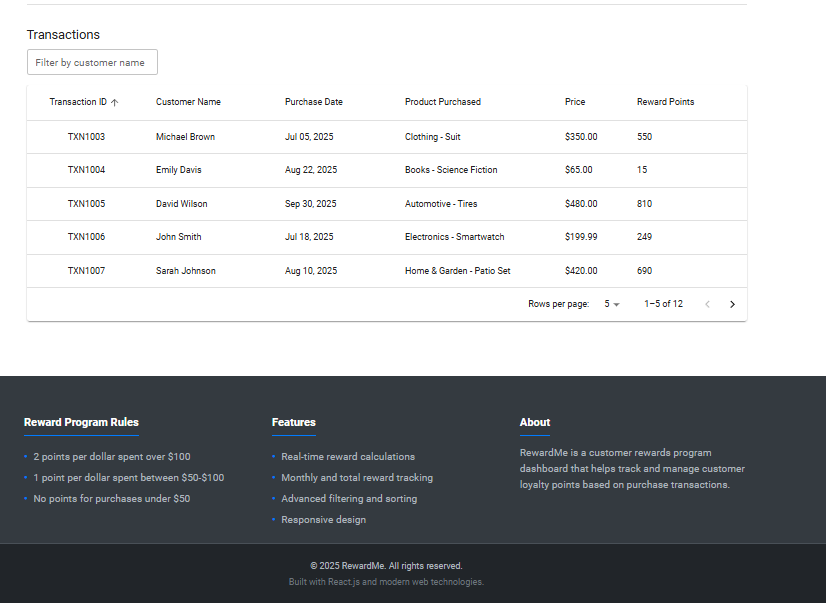 Transactions
Filter by customer name
Transaction ID ↑ Customer Name Purchase Date Product Purchased Price Reward Points
TXN1003 Michael Brown Jul 05, 2025 Clothing - Suit $350.00 550
TXN1004 Emily Davis Aug 22, 2025 Books - Science Fiction $65.00 15
TXN1005 David Wilson Sep 30, 2025 Automotive - Tires $480.00 810
TXN1006 John Smith Jul 18, 2025 Electronics - Smartwatch $199.99 249
TXN1007 Sarah Johnson Aug 10, 2025 Home & Garden - Patio Set $420.00 690
Rows per page: 5 1–5 of 12
Reward Program Rules
• 2 points per dollar spent over $100
• 1 point per dollar spent between $50-$100
• No points for purchases under $50
Features
• Real-time reward calculations
• Monthly and total reward tracking
• Advanced filtering and sorting
• Responsive design
About
RewardMe is a customer rewards program
dashboard that helps track and manage customer
loyalty points based on purchase transactions.
© 2025 RewardMe. All rights reserved.
Built with React.js and modern web technologies.